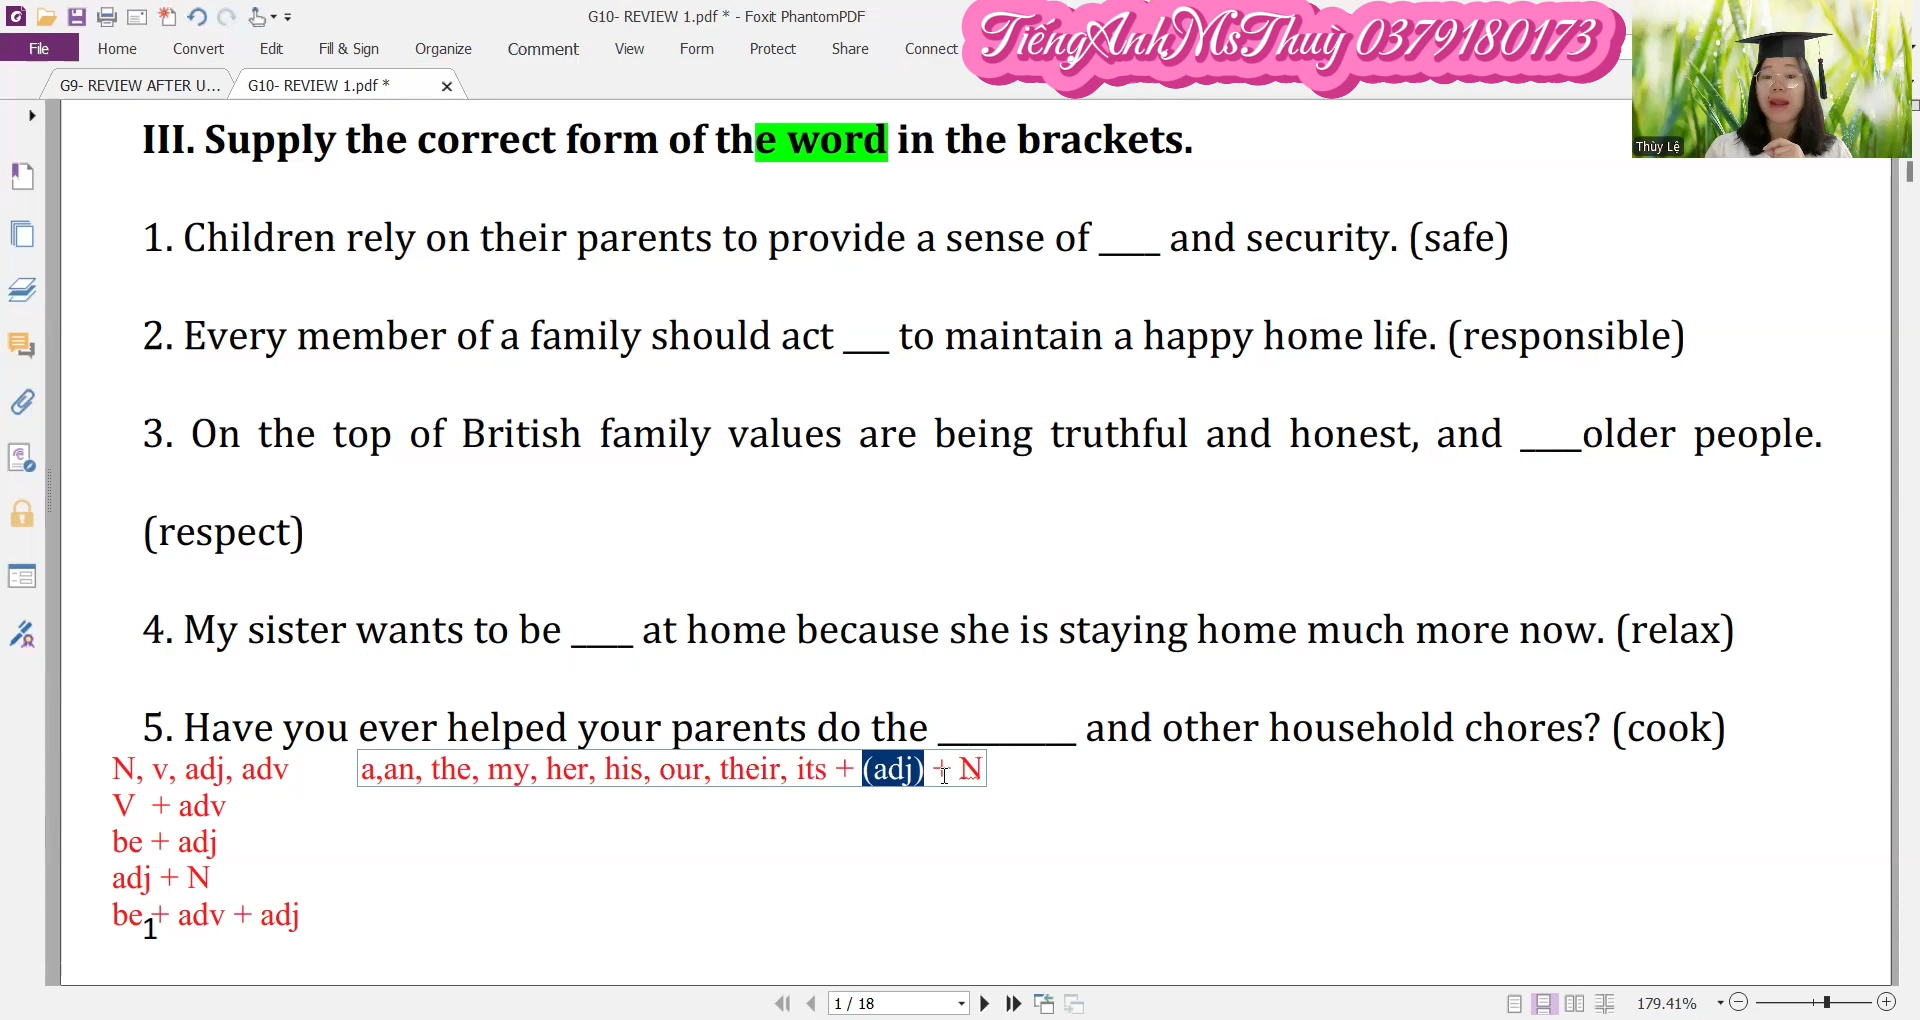 G10- REVIEW 1.pdf * - Foxit PhantomPDF
File Home Convert Edit Fill & Sign Organize Comment View Form Protect Share Connect
TiếngAnhMsThuỳ 0379180173
G9- REVIEW AFTER U... G10- REVIEW 1.pdf *
Thùy Lê
III. Supply the correct form of the word in the brackets.
1. Children rely on their parents to provide a sense of ____ and security. (safe)
2. Every member of a family should act ___ to maintain a happy home life. (responsible)
3. On the top of British family values are being truthful and honest, and ____older people.
(respect)
4. My sister wants to be ____ at home because she is staying home much more now. (relax)
5. Have you ever helped your parents do the _________ and other household chores? (cook)
N, v, adj, adv a,an, the, my, her, his, our, their, its + (adj) + N
V + adv
be + adj
adj + N
be + adv + adj
1
1 / 18
179.41%